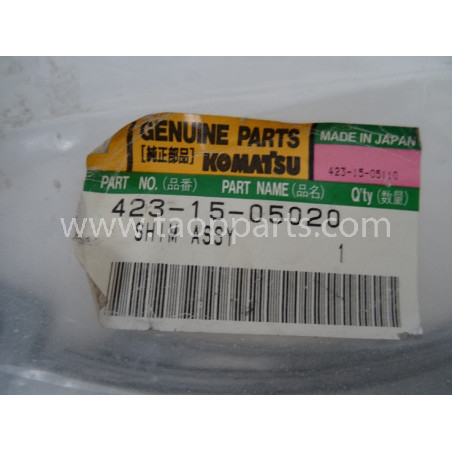 GENUINE PARTS
[純正部品] KOMATSU
MADE IN JAPAN
423-15-05110
PART NO. (品番) PART NAME (品名) Q'ty (数量)
423-15-05020
SHIM ASSY 1
www.taonparts.com